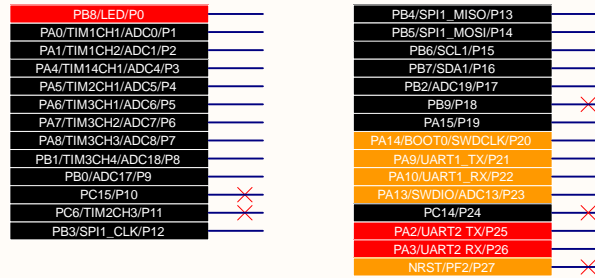 PB8/LED/P0
PA0/TIM1CH1/ADC0/P1
PA1/TIM1CH2/ADC1/P2
PA4/TIM14CH1/ADC4/P3
PA5/TIM2CH1/ADC5/P4
PA6/TIM3CH1/ADC6/P5
PA7/TIM3CH2/ADC7/P6
PA8/TIM3CH3/ADC8/P7
PB1/TIM3CH4/ADC18/P8
PB0/ADC17/P9
PC15/P10
PC6/TIM2CH3/P11
PB3/SPI1_CLK/P12
PB4/SPI1_MISO/P13
PB5/SPI1_MOSI/P14
PB6/SCL1/P15
PB7/SDA1/P16
PB2/ADC19/P17
PB9/P18
PA15/P19
PA14/BOOT0/SWDCLK/P20
PA9/UART1_TX/P21
PA10/UART1_RX/P22
PA13/SWDIO/ADC13/P23
PC14/P24
PA2/UART2 TX/P25
PA3/UART2 RX/P26
NRST/PF2/P27